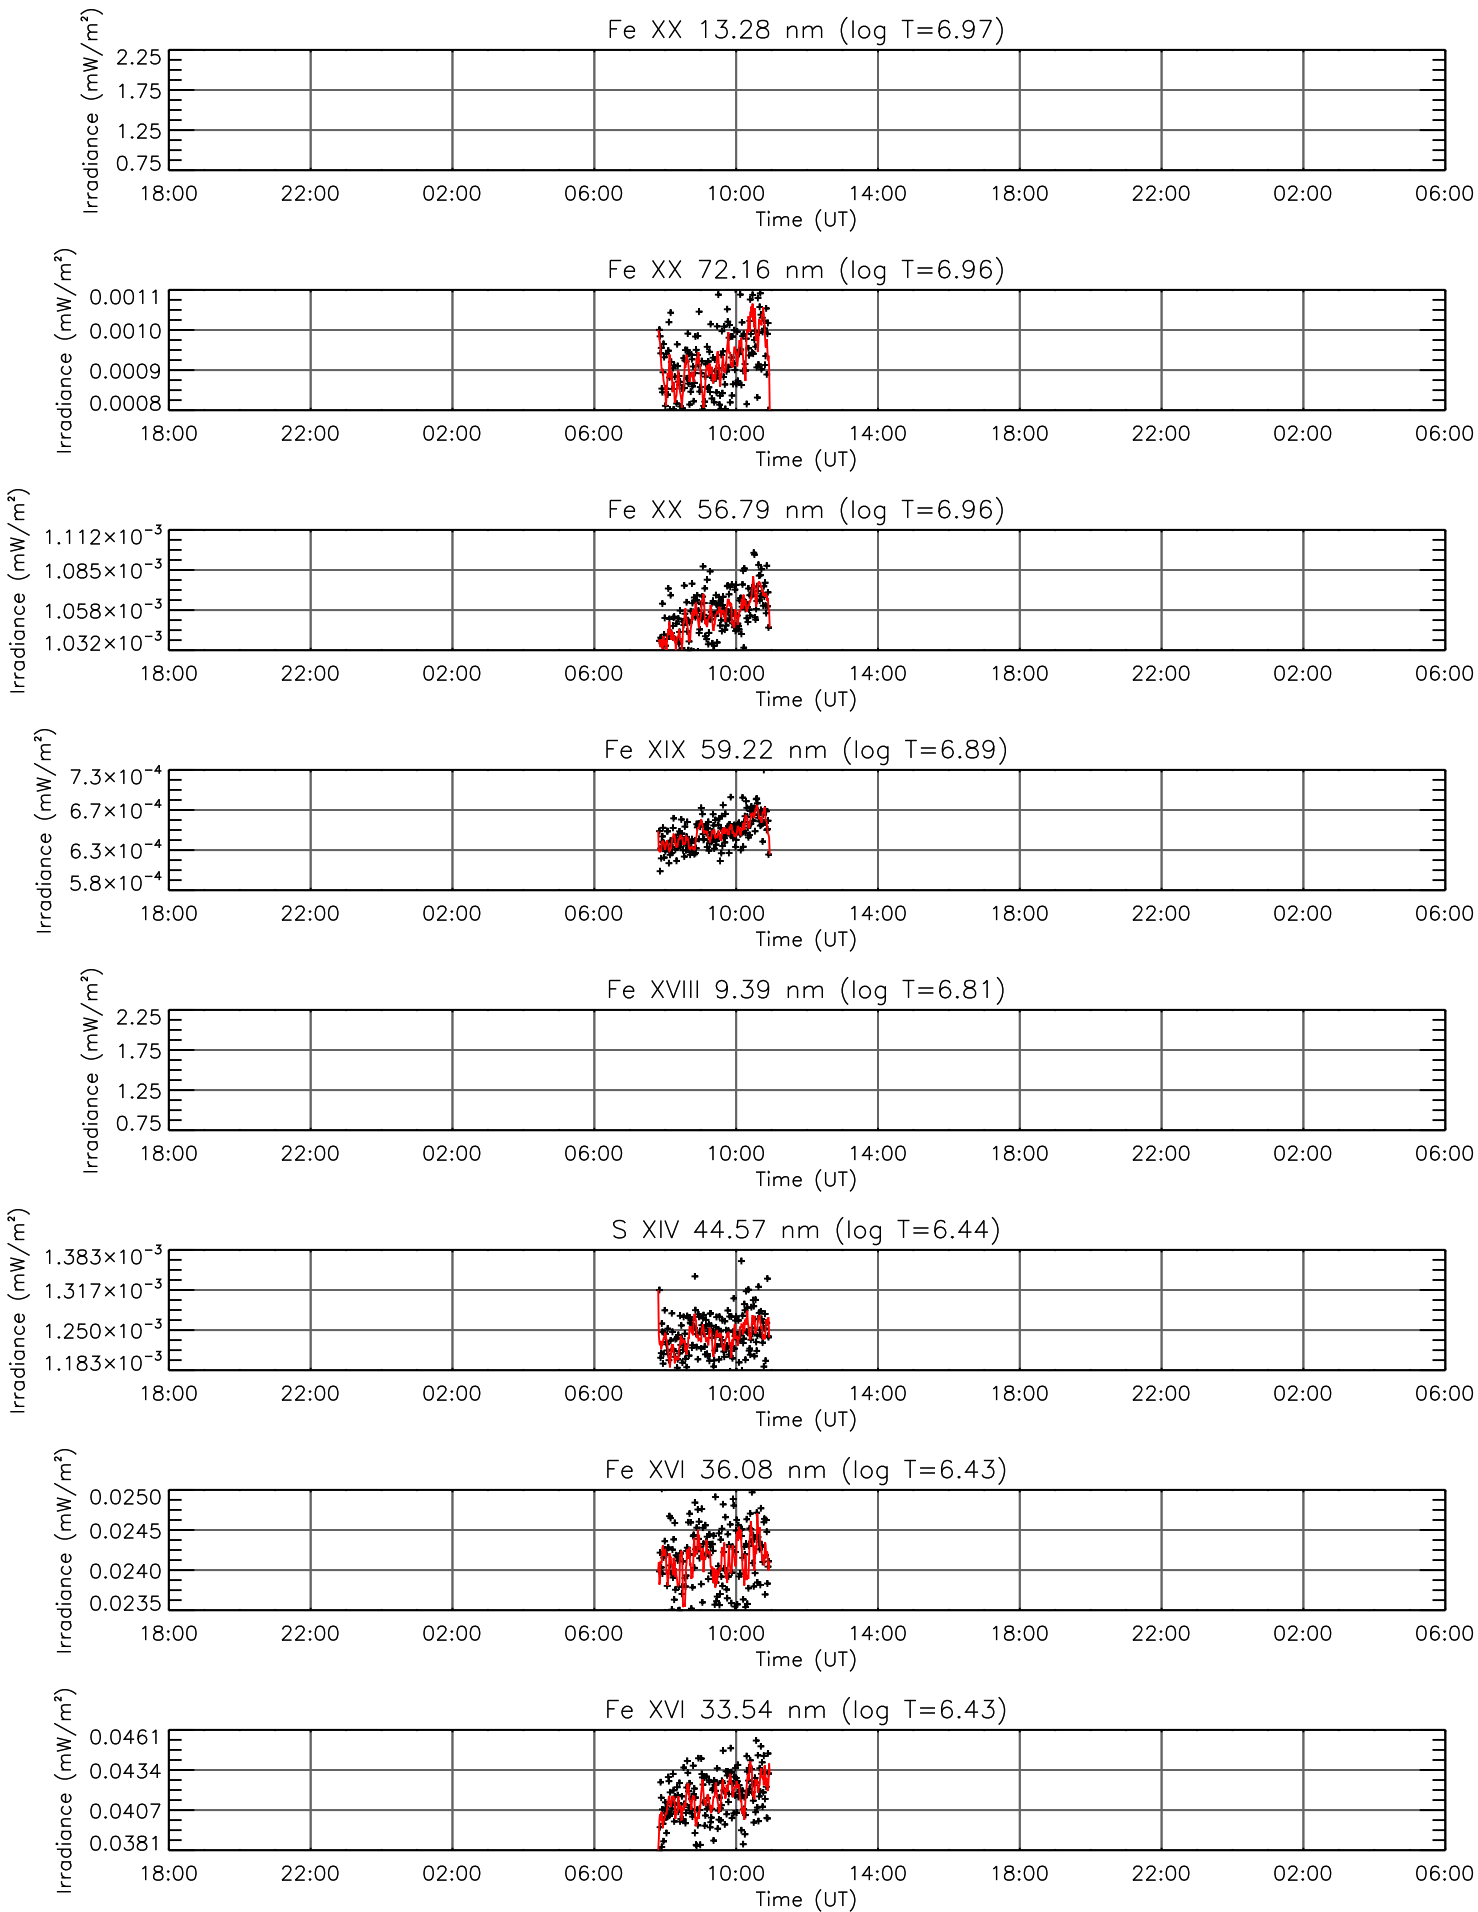 Fe XX 13.28 nm (log T=6.97)
Irradiance (mW/m²)
2.25
1.75
1.25
0.75
18:00 22:00 02:00 06:00 10:00 14:00 18:00 22:00 02:00 06:00
Time (UT)
Fe XX 72.16 nm (log T=6.96)
Irradiance (mW/m²)
0.0011
0.0010
0.0009
0.0008
18:00 22:00 02:00 06:00 10:00 14:00 18:00 22:00 02:00 06:00
Time (UT)
Fe XX 56.79 nm (log T=6.96)
Irradiance (mW/m²)
1.112×10⁻³
1.085×10⁻³
1.058×10⁻³
1.032×10⁻³
18:00 22:00 02:00 06:00 10:00 14:00 18:00 22:00 02:00 06:00
Time (UT)
Fe XIX 59.22 nm (log T=6.89)
Irradiance (mW/m²)
7.3×10⁻⁴
6.7×10⁻⁴
6.3×10⁻⁴
5.8×10⁻⁴
18:00 22:00 02:00 06:00 10:00 14:00 18:00 22:00 02:00 06:00
Time (UT)
Fe XVIII 9.39 nm (log T=6.81)
Irradiance (mW/m²)
2.25
1.75
1.25
0.75
18:00 22:00 02:00 06:00 10:00 14:00 18:00 22:00 02:00 06:00
Time (UT)
S XIV 44.57 nm (log T=6.44)
Irradiance (mW/m²)
1.383×10⁻³
1.317×10⁻³
1.250×10⁻³
1.183×10⁻³
18:00 22:00 02:00 06:00 10:00 14:00 18:00 22:00 02:00 06:00
Time (UT)
Fe XVI 36.08 nm (log T=6.43)
Irradiance (mW/m²)
0.0250
0.0245
0.0240
0.0235
18:00 22:00 02:00 06:00 10:00 14:00 18:00 22:00 02:00 06:00
Time (UT)
Fe XVI 33.54 nm (log T=6.43)
Irradiance (mW/m²)
0.0461
0.0434
0.0407
0.0381
18:00 22:00 02:00 06:00 10:00 14:00 18:00 22:00 02:00 06:00
Time (UT)